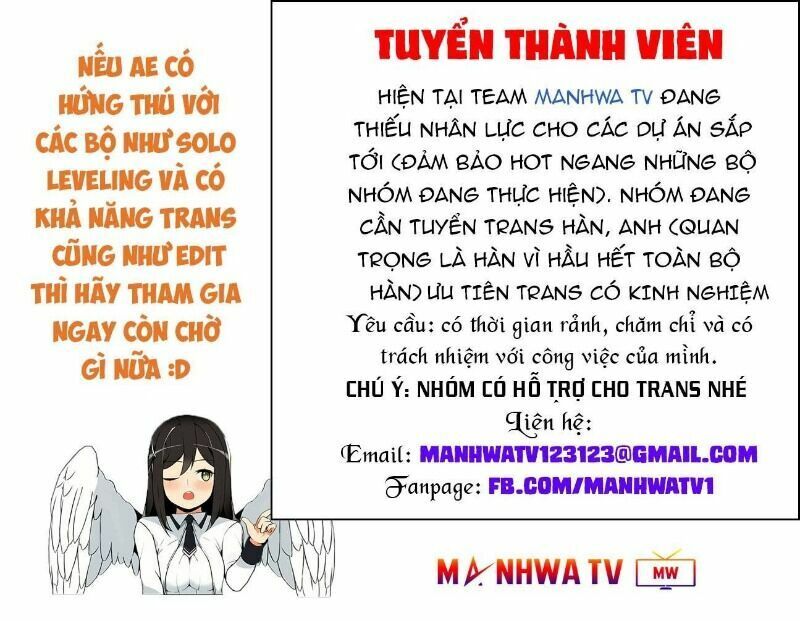 NẾU AE CÓ
HỨNG THÚ VỚI
CÁC BỘ NHƯ SOLO
LEVELING VÀ CÓ
KHẢ NĂNG TRANS
CŨNG NHƯ EDIT
THÌ HÃY THAM GIA
NGAY CÒN CHỜ
GÌ NỮA :D
TUYỂN THÀNH VIÊN
HIỆN TẠI TEAM MANHWA TV ĐANG
THIẾU NHÂN LỰC CHO CÁC DỰ ÁN SẮP
TỚI (ĐẢM BẢO HOT NGANG NHỮNG BỘ
NHÓM ĐANG THỰC HIỆN). NHÓM ĐANG
CẦN TUYỂN TRANS HÀN, ANH (QUAN
TRỌNG LÀ HÀN VÌ HẦU HẾT TOÀN BỘ
HÀN) ƯU TIÊN TRANS CÓ KINH NGHIỆM
Yêu cầu: có thời gian rảnh, chăm chỉ và có
trách nhiệm với công việc của mình.
CHÚ Ý: NHÓM CÓ HỖ TRỢ CHO TRANS NHÉ
Liên hệ:
Email: MANHWATV123123@GMAIL.COM
Fanpage: FB.COM/MANHWATV1
MANHWA TV MW